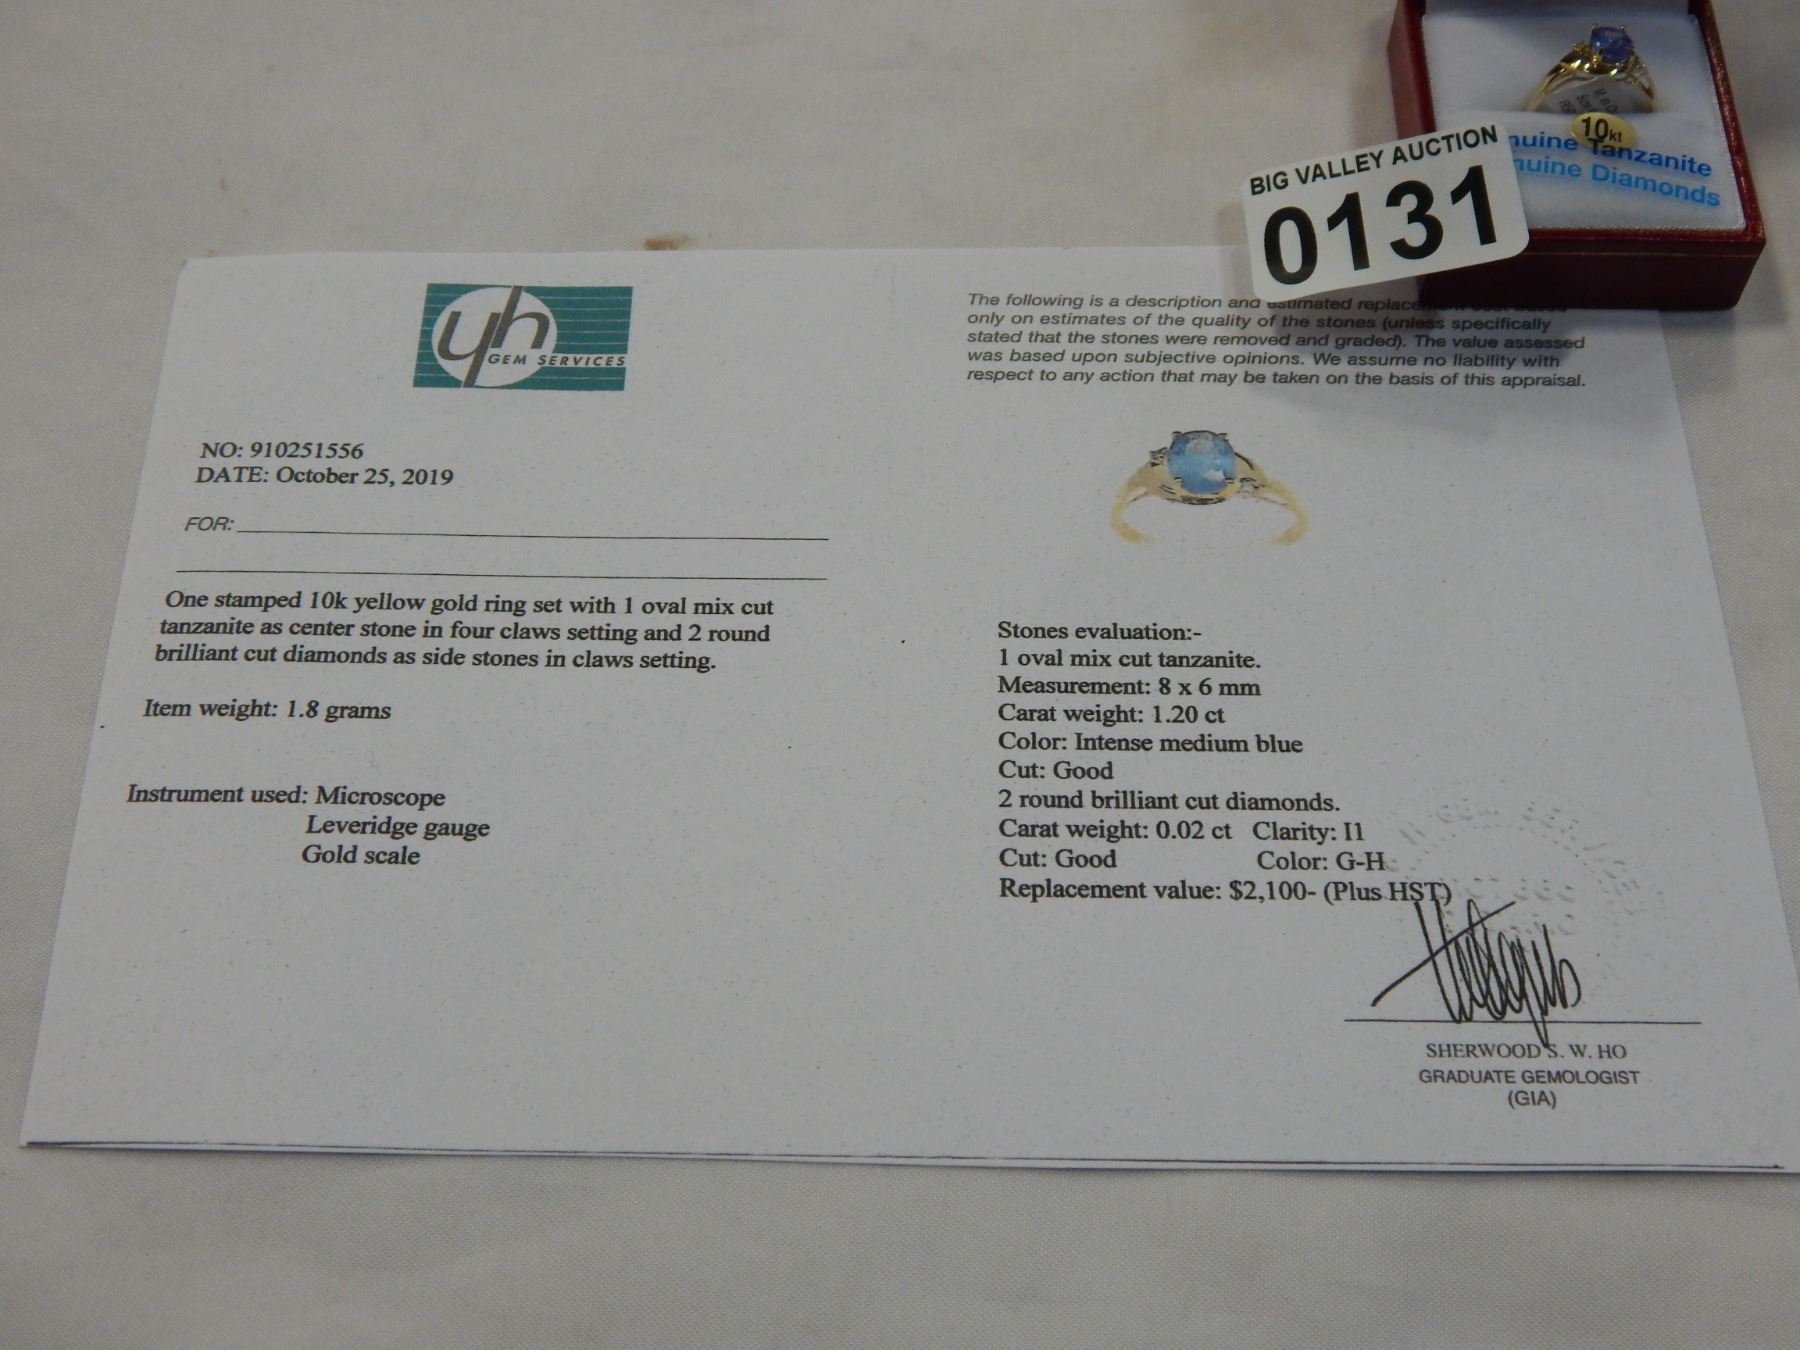 10kt
nuine Tanzanite
nuine Diamonds
BIG VALLEY AUCTION
0131
yh
GEM SERVICES
The following is a description and estimated replacement cost based
only on estimates of the quality of the stones (unless specifically
stated that the stones were removed and graded). The value assessed
was based upon subjective opinions. We assume no liability with
respect to any action that may be taken on the basis of this appraisal.
NO: 910251556
DATE: October 25, 2019
FOR:
One stamped 10k yellow gold ring set with 1 oval mix cut
tanzanite as center stone in four claws setting and 2 round
brilliant cut diamonds as side stones in claws setting.
Item weight: 1.8 grams
Instrument used: Microscope
Leveridge gauge
Gold scale
Stones evaluation:-
1 oval mix cut tanzanite.
Measurement: 8 x 6 mm
Carat weight: 1.20 ct
Color: Intense medium blue
Cut: Good
2 round brilliant cut diamonds.
Carat weight: 0.02 ct Clarity: I1
Cut: Good Color: G-H
Replacement value: $2,100- (Plus HST)
SHERWOOD S. W. HO
GRADUATE GEMOLOGIST
(GIA)